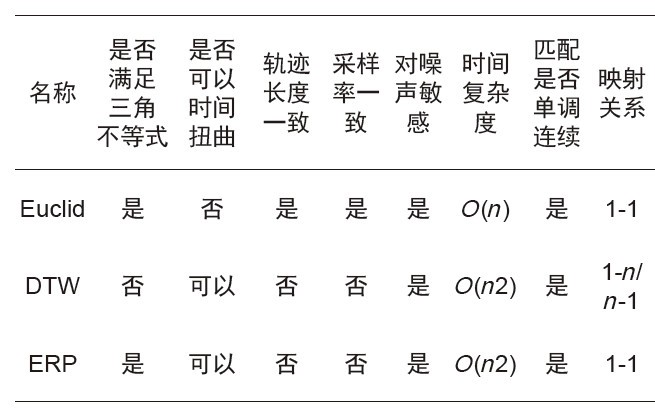 名称 是否满足三角不等式 是否可以时间扭曲 轨迹长度一致 采样率一致 对噪声敏感 时间复杂度 匹配是否单调连续 映射关系
Euclid 是 否 是 是 是 O(n) 是 1-1
DTW 否 可以 否 否 是 O(n2) 是 1-n/n-1
ERP 是 可以 否 否 是 O(n2) 是 1-1